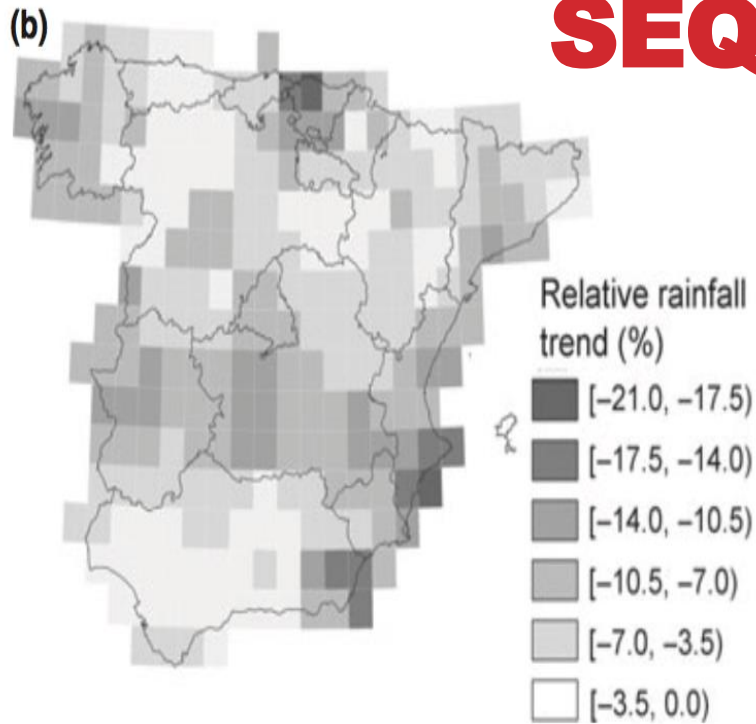 (b)
SEQ
Relative rainfall
trend (%)
[–21.0, –17.5)
[–17.5, –14.0)
[–14.0, –10.5)
[–10.5, –7.0)
[–7.0, –3.5)
[–3.5, 0.0)